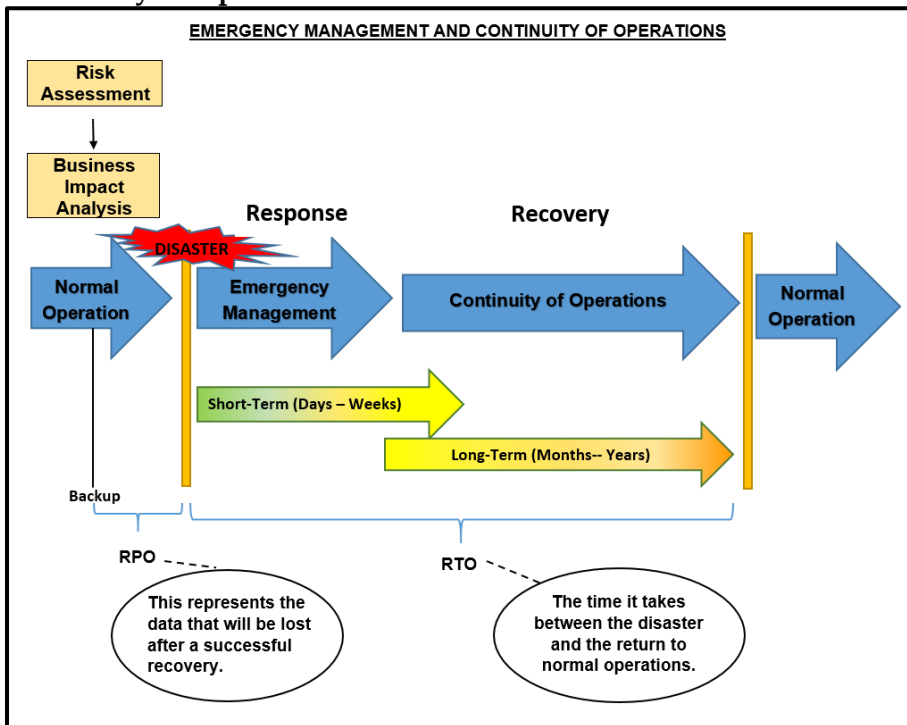 EMERGENCY MANAGEMENT AND CONTINUITY OF OPERATIONS
Risk
Assessment
Business
Impact
Analysis
Response
Recovery
DISASTER
Normal
Operation
Emergency
Management
Continuity of Operations
Normal
Operation
Short-Term (Days – Weeks)
Long-Term (Months-- Years)
Backup
RPO
RTO
This represents the
data that will be lost
after a successful
recovery.
The time it takes
between the disaster
and the return to
normal operations.